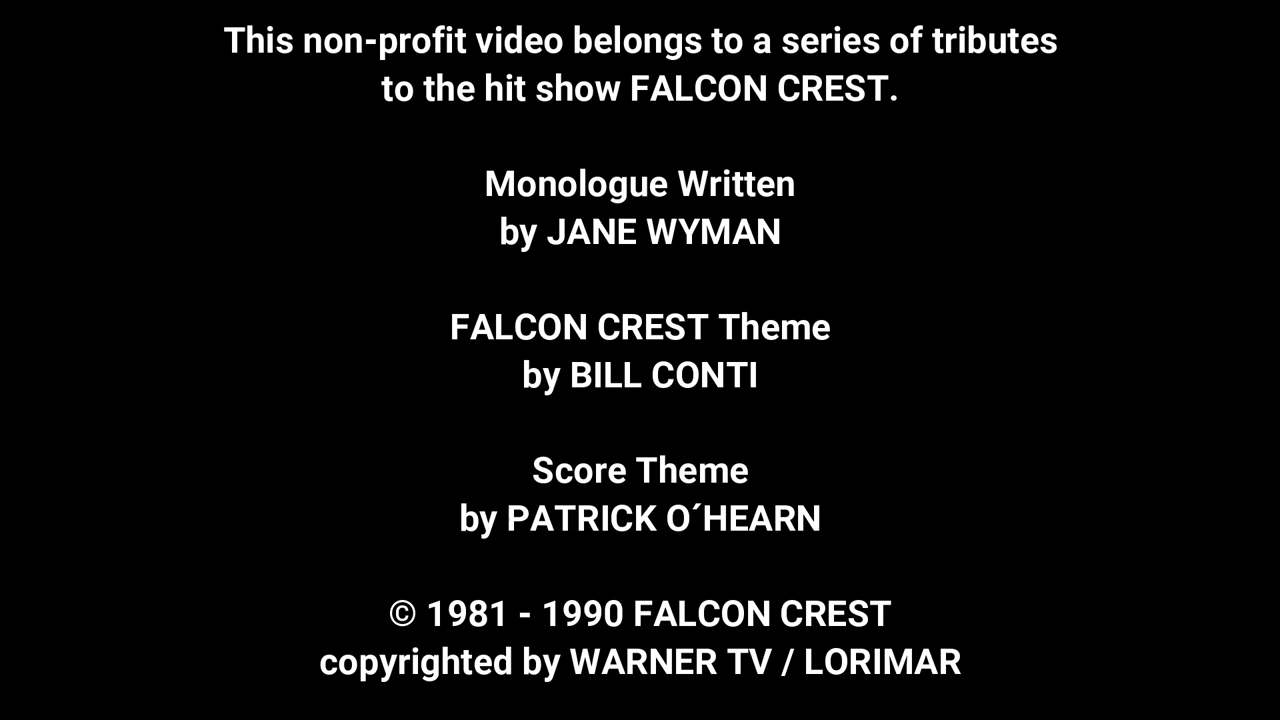 This non-profit video belongs to a series of tributes
to the hit show FALCON CREST.
Monologue Written
by JANE WYMAN
FALCON CREST Theme
by BILL CONTI
Score Theme
by PATRICK O´HEARN
© 1981 - 1990 FALCON CREST
copyrighted by WARNER TV / LORIMAR